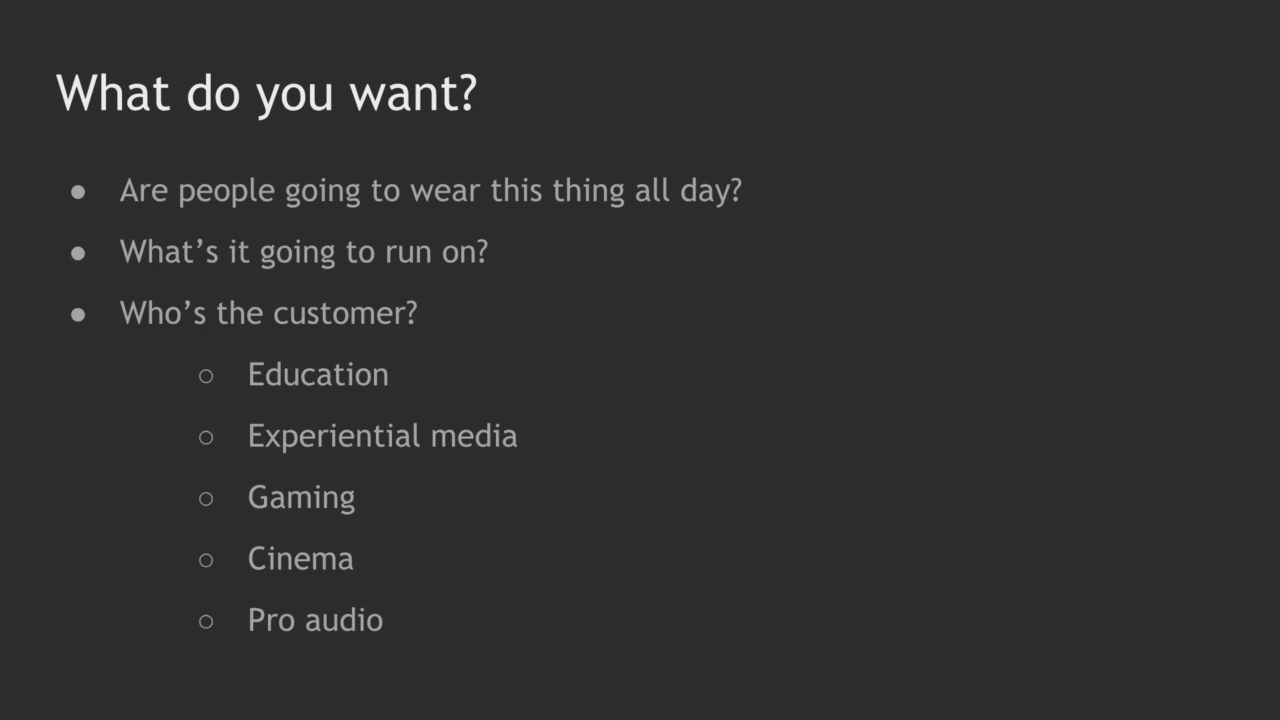 What do you want?
● Are people going to wear this thing all day?
● What’s it going to run on?
● Who’s the customer?
○ Education
○ Experiential media
○ Gaming
○ Cinema
○ Pro audio